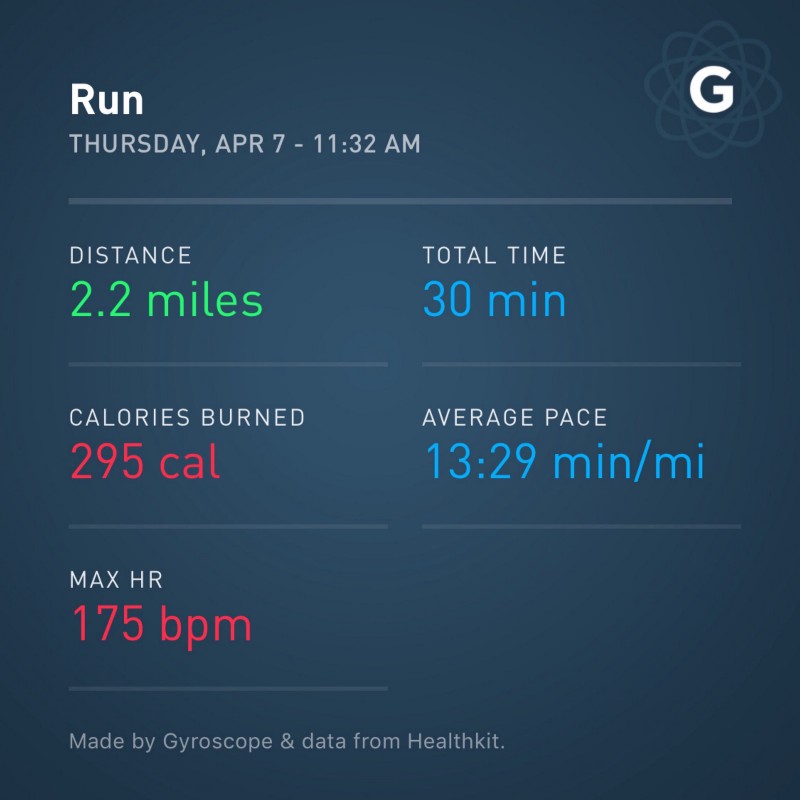 G
Run
THURSDAY, APR 7 - 11:32 AM
DISTANCE
2.2 miles
TOTAL TIME
30 min
CALORIES BURNED
295 cal
AVERAGE PACE
13:29 min/mi
MAX HR
175 bpm
Made by Gyroscope & data from Healthkit.